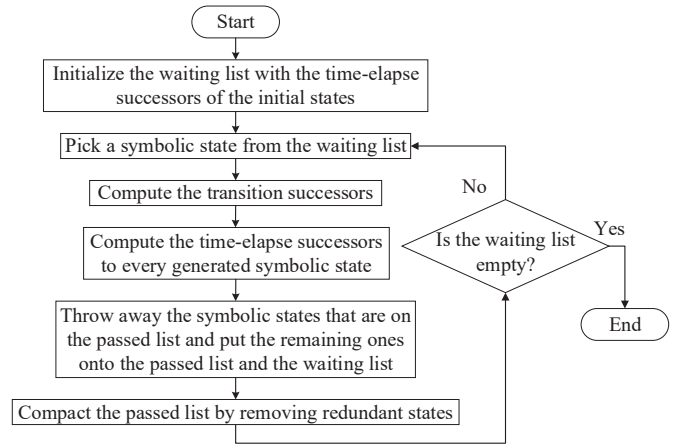 Start
Initialize the waiting list with the time-elapse
successors of the initial states
Pick a symbolic state from the waiting list
Compute the transition successors
Compute the time-elapse successors
to every generated symbolic state
Throw away the symbolic states that are on
the passed list and put the remaining ones
onto the passed list and the waiting list
Compact the passed list by removing redundant states
No
Is the waiting list
empty?
Yes
End